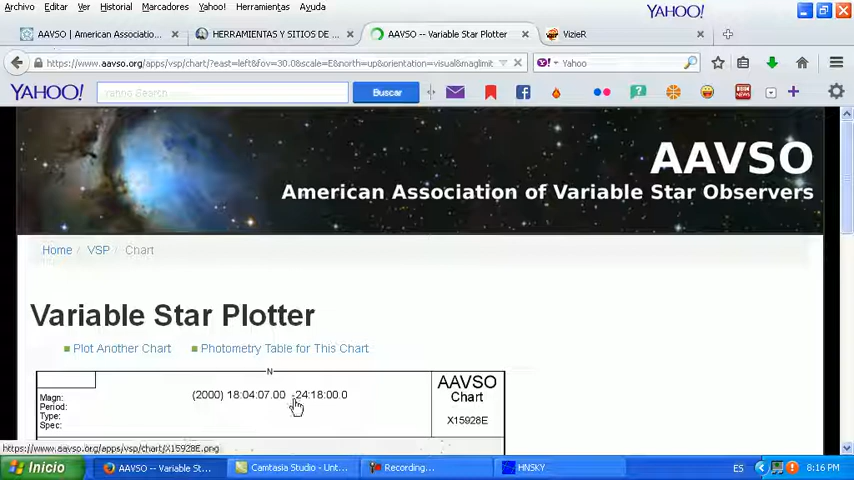 Archivo Editar Ver Historial Marcadores Yahoo! Herramientas Ayuda
YAHOO!
AAVSO | American Associatio...
HERRAMIENTAS Y SITIOS DE ...
AAVSO -- Variable Star Plotter
VizieR
https://www.aavso.org/apps/vsp/chart/?east=left&fov=30.0&scale=E&north=up&orientation=visual&maglimit
Yahoo
YAHOO!
Buscar
NEWS
AAVSO
American Association of Variable Star Observers
Home / VSP / Chart
Variable Star Plotter
Plot Another Chart
Photometry Table for This Chart
N
Magn:
Period:
Type:
Spec:
(2000) 18:04:07.00 -24:18:00.0
AAVSO
Chart
X15928E
https://www.aavso.org/apps/vsp/chart/X15928E.png
Inicio
AAVSO -- Variable St...
Camtasia Studio - Unt...
Recording...
HNSKY
ES
8:16 PM